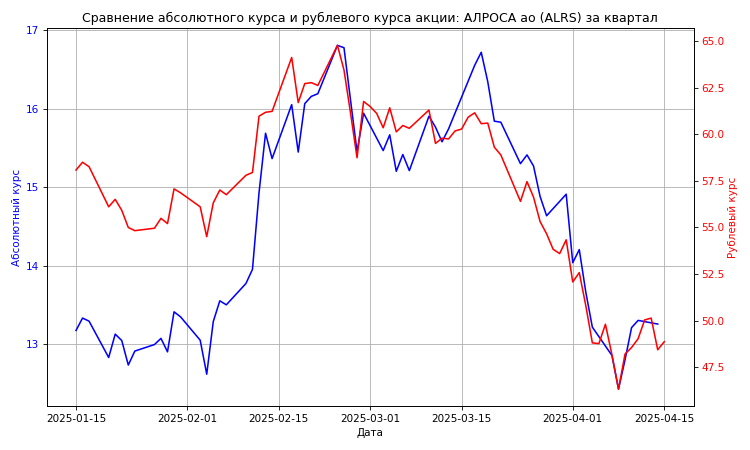 Сравнение абсолютного курса и рублевого курса акции: АЛРОСА ао (ALRS) за квартал
17
16
15
14
13
Абсолютный курс
65.0
62.5
60.0
57.5
55.0
52.5
50.0
47.5
Рублевый курс
2025-01-15 2025-02-01 2025-02-15 2025-03-01 2025-03-15 2025-04-01 2025-04-15
Дата